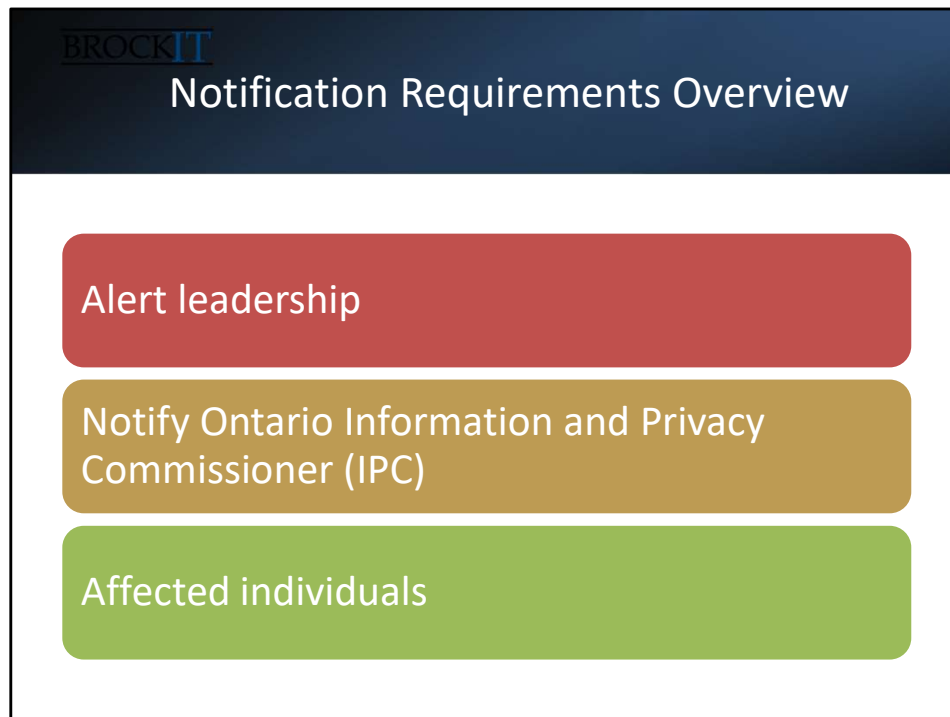 BROCKIT
Notification Requirements Overview
Alert leadership
Notify Ontario Information and Privacy
Commissioner (IPC)
Affected individuals